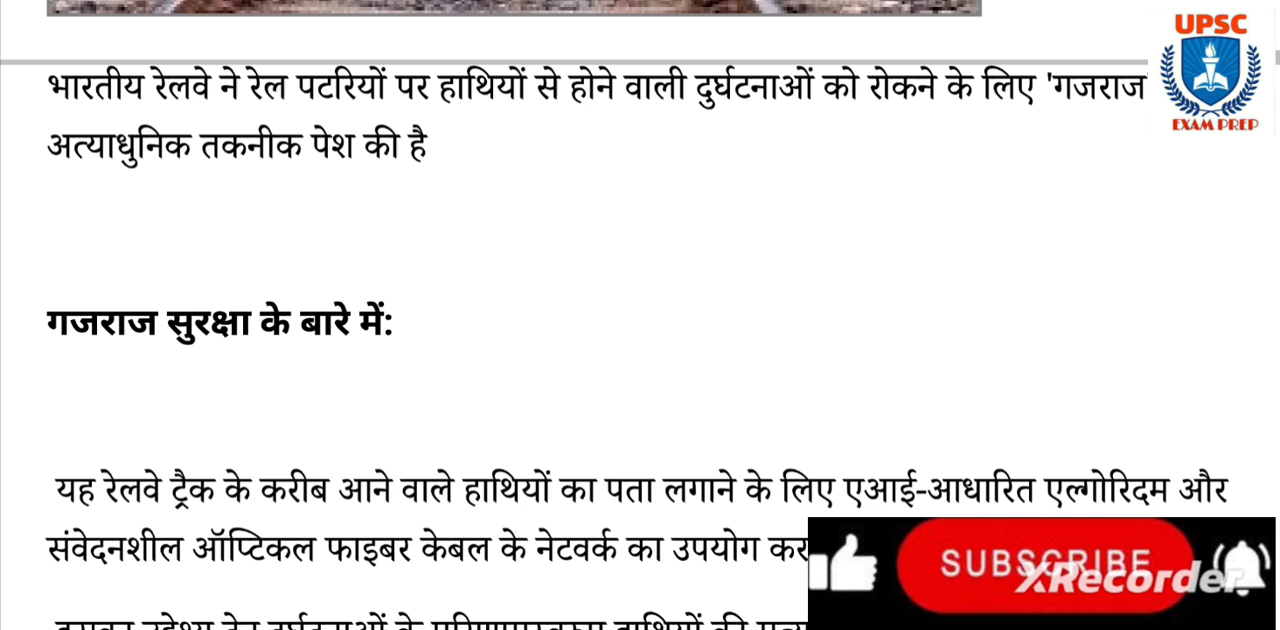 UPSC
EXAM PREP
भारतीय रेलवे ने रेल पटरियों पर हाथियों से होने वाली दुर्घटनाओं को रोकने के लिए 'गजराज
अत्याधुनिक तकनीक पेश की है
गजराज सुरक्षा के बारे में:
यह रेलवे ट्रैक के करीब आने वाले हाथियों का पता लगाने के लिए एआई-आधारित एल्गोरिदम और
संवेदनशील ऑप्टिकल फाइबर केबल के नेटवर्क का उपयोग कर
SUBSCRIBE
XRecorder